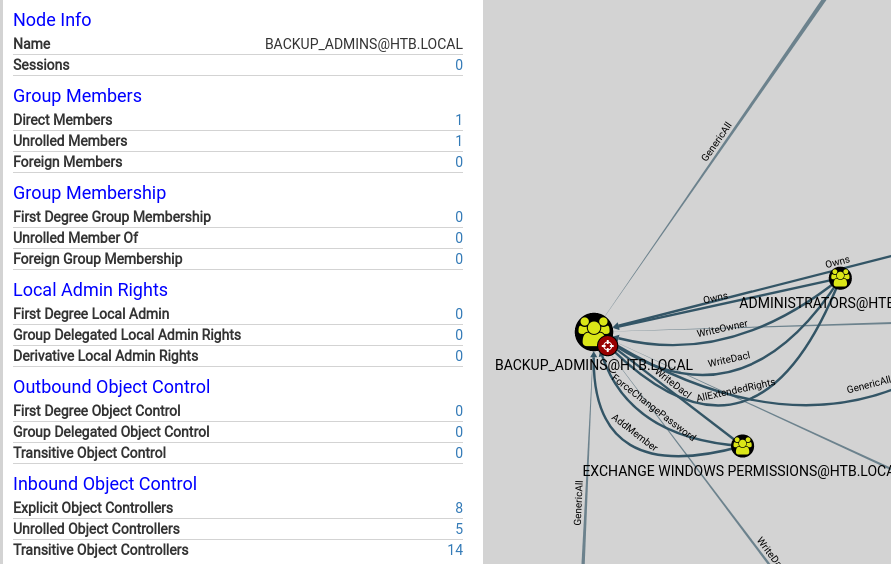 Node Info
Name BACKUP_ADMINS@HTB.LOCAL
Sessions 0
Group Members
Direct Members 1
Unrolled Members 1
Foreign Members 0
Group Membership
First Degree Group Membership 0
Unrolled Member Of 0
Foreign Group Membership 0
Local Admin Rights
First Degree Local Admin 0
Group Delegated Local Admin Rights 0
Derivative Local Admin Rights 0
Outbound Object Control
First Degree Object Control 0
Group Delegated Object Control 0
Transitive Object Control 0
Inbound Object Control
Explicit Object Controllers 8
Unrolled Object Controllers 5
Transitive Object Controllers 14
GenericAll
Owns
Owns
ADMINISTRATORS@HTB
WriteOwner
BACKUP_ADMINS@HTB.LOCAL
WriteDacl
WriteDacl
AllExtendedRights
GenericAll
ForceChangePassword
AddMember
EXCHANGE WINDOWS PERMISSIONS@HTB.LOCA
GenericAll
WriteDa